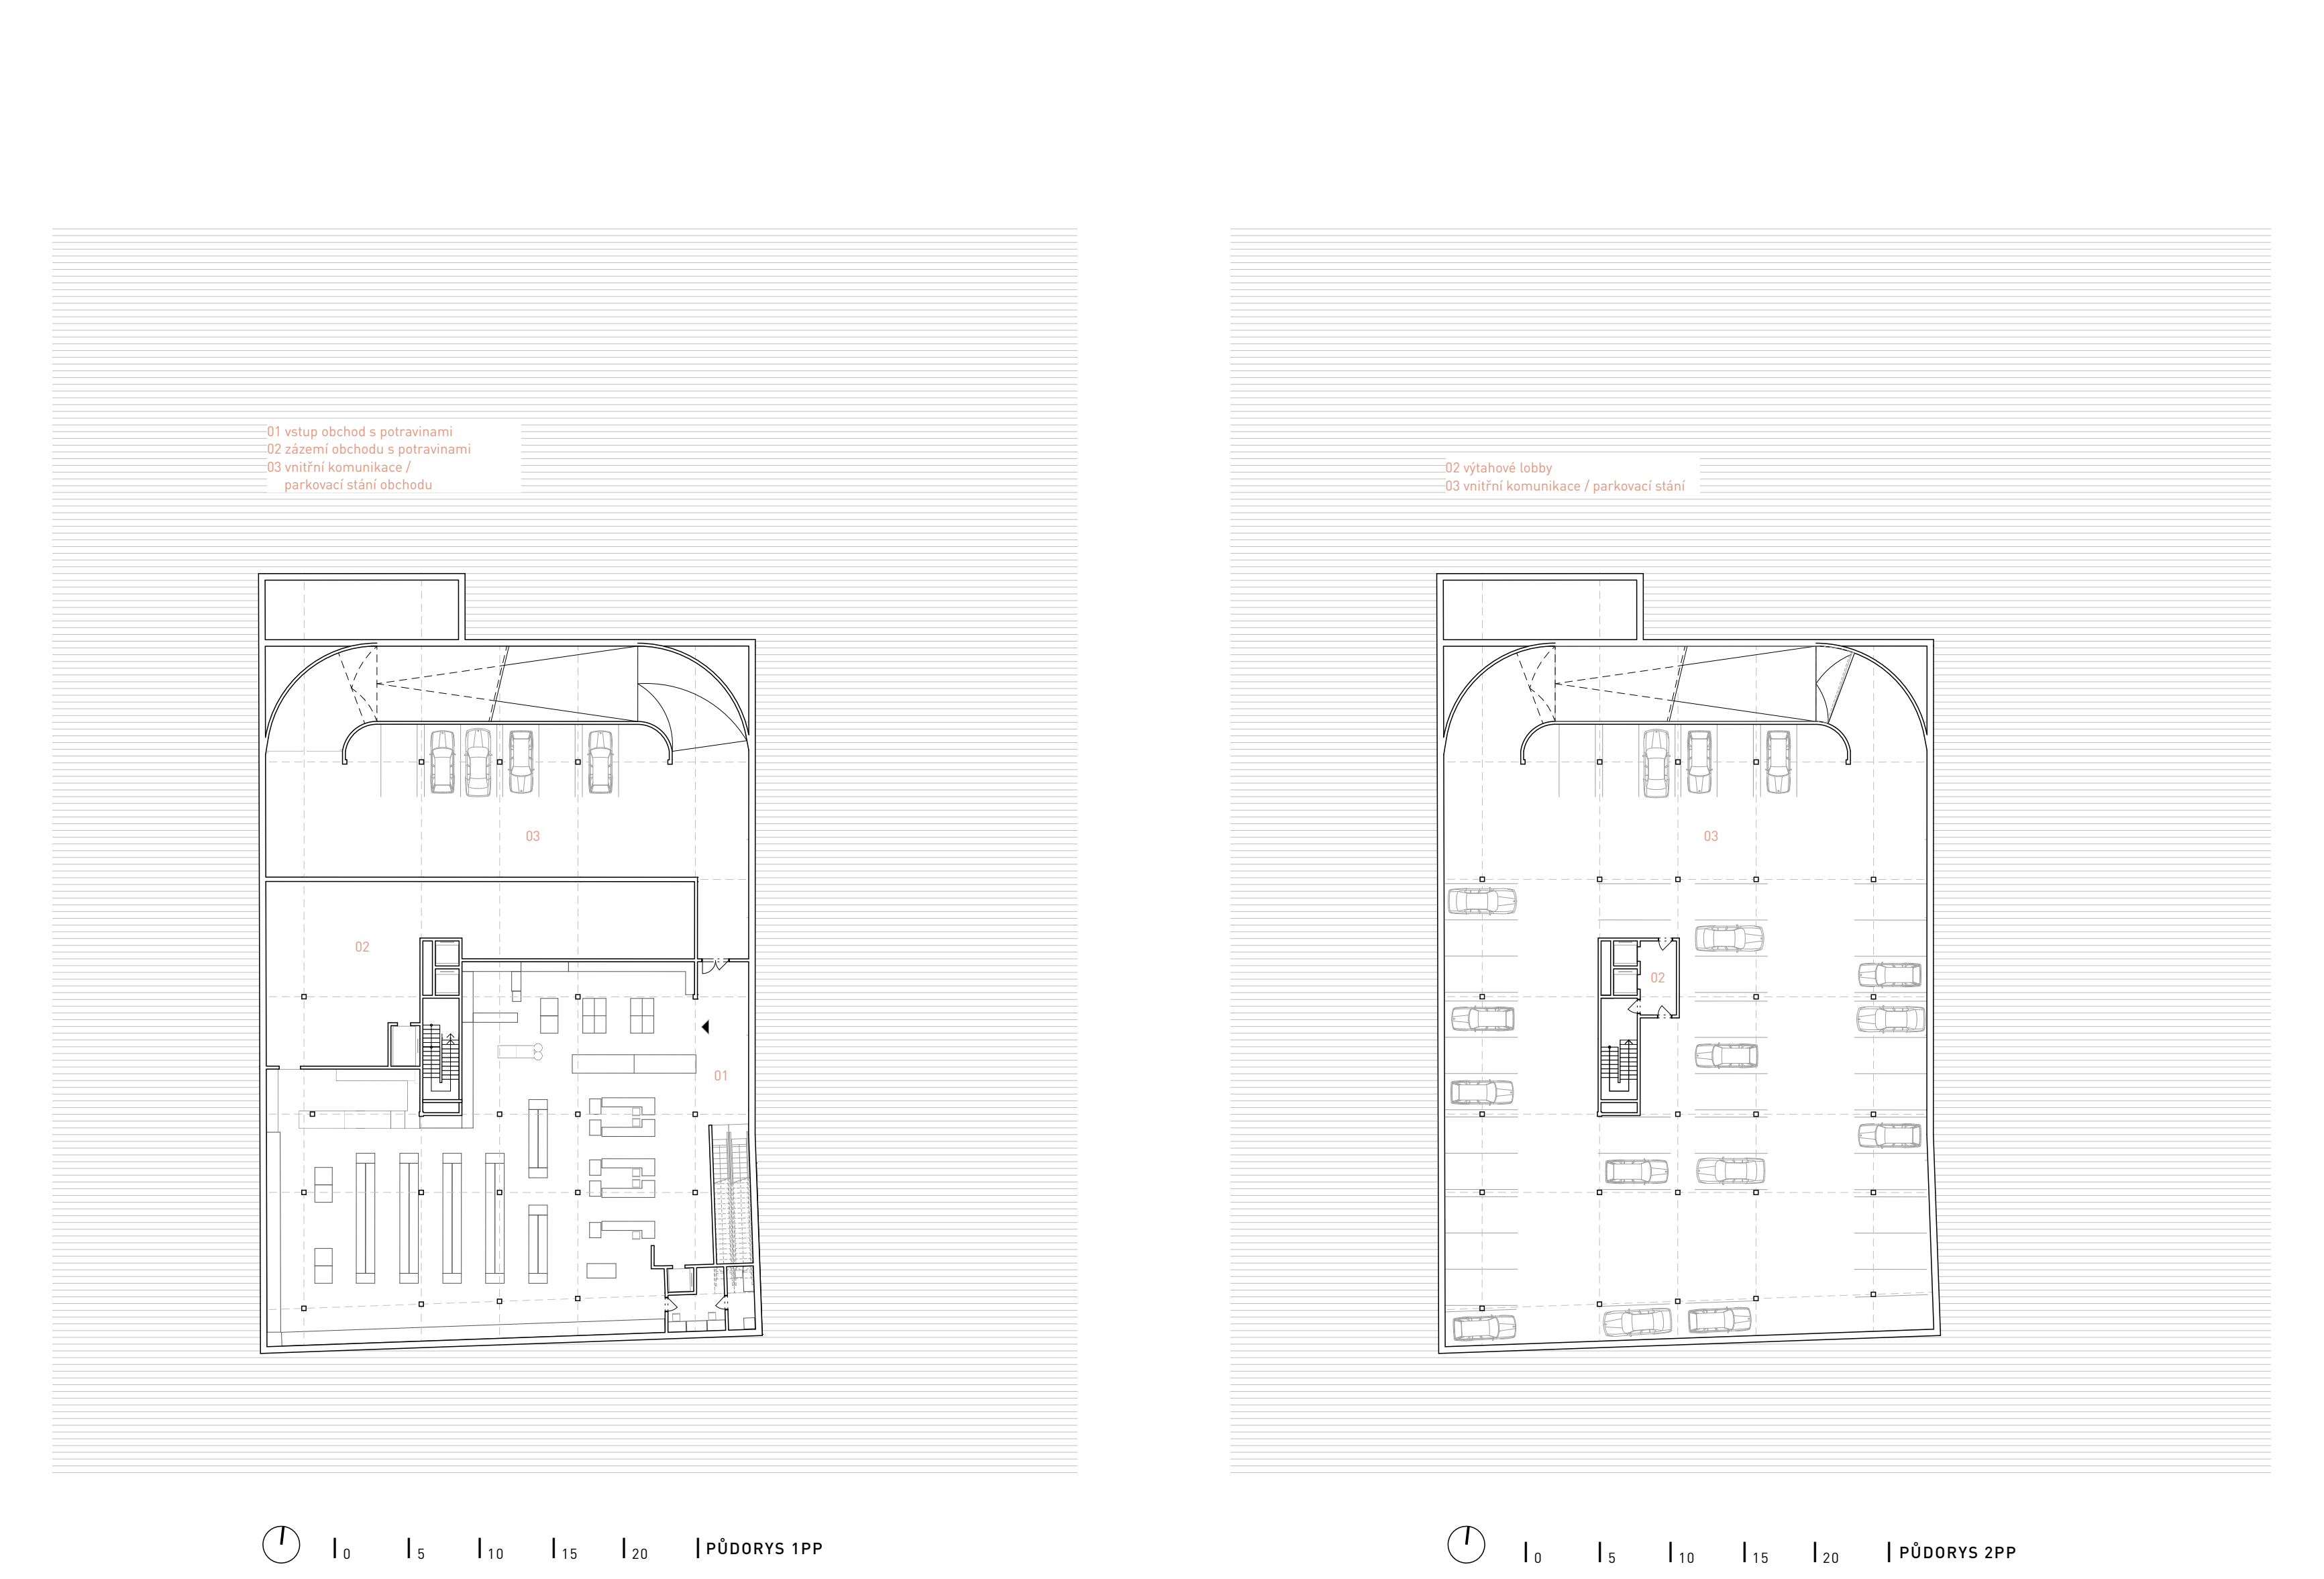 01 vstup obchod s potravinami
02 zázemí obchodu s potravinami
03 vnitřní komunikace /
parkovací stání obchodu
03
02
01
0 5 10 15 20 PŮDORYS 1PP
02 výtahové lobby
03 vnitřní komunikace / parkovací stání
03
02
0 5 10 15 20 PŮDORYS 2PP